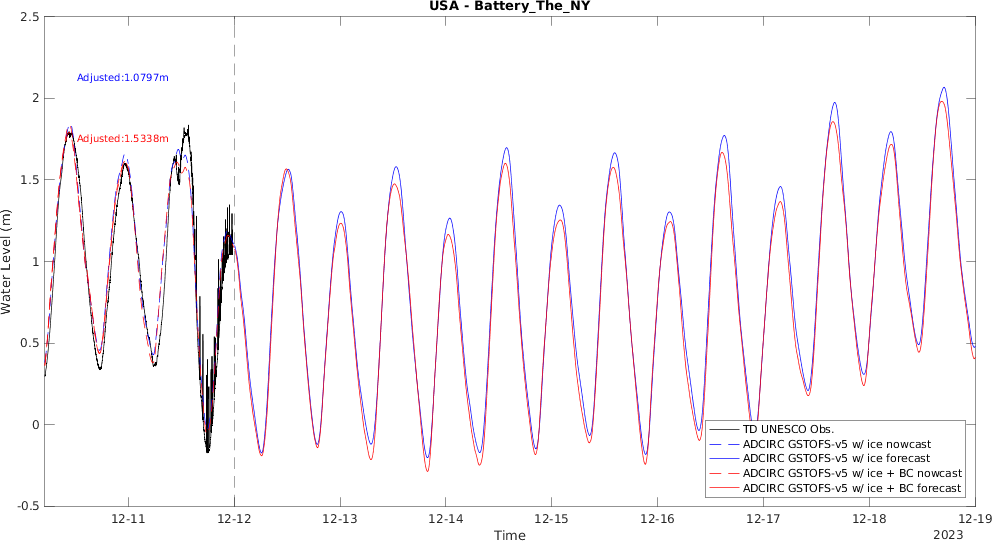 USA - Battery_The_NY
2.5
2
1.5
1
0.5
0
-0.5
Water Level (m)
Adjusted:1.0797m
Adjusted:1.5338m
TD UNESCO Obs.
ADCIRC GSTOFS-v5 w/ ice nowcast
ADCIRC GSTOFS-v5 w/ ice forecast
ADCIRC GSTOFS-v5 w/ ice + BC nowcast
ADCIRC GSTOFS-v5 w/ ice + BC forecast
12-11 12-12 12-13 12-14 12-15 12-16 12-17 12-18 12-19
Time
2023